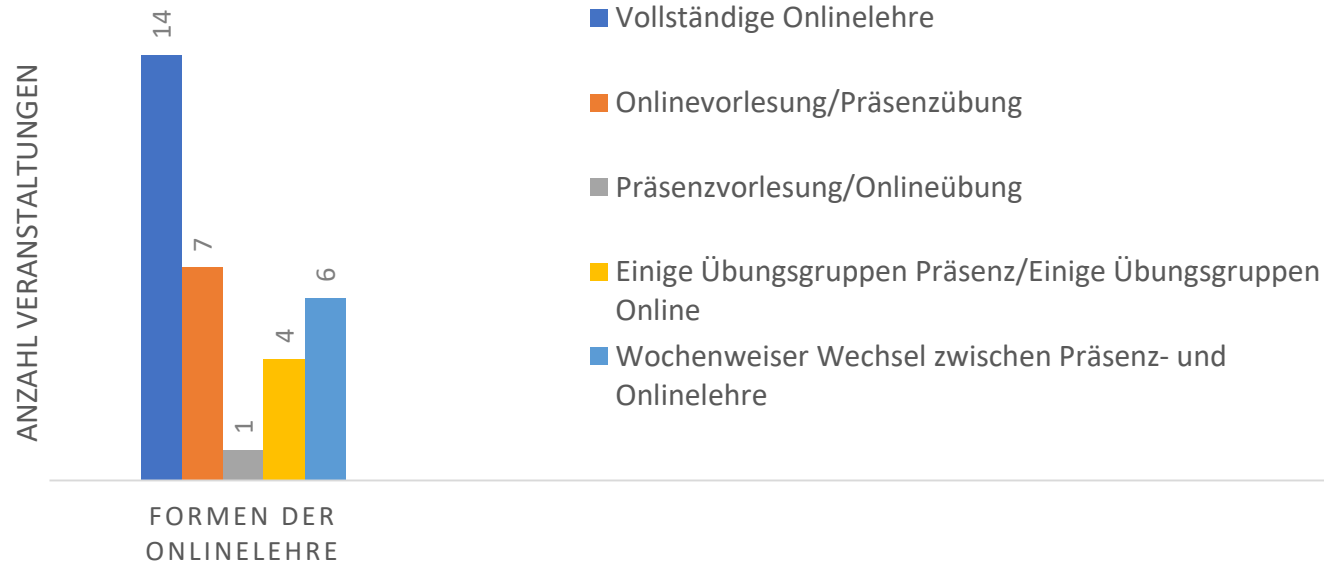 ANZAHL VERANSTALTUNGEN
14
7
1
4
6
FORMEN DER
ONLINELEHRE
Vollständige Onlinelehre
Onlinevorlesung/Präsenzübung
Präsenzvorlesung/Onlineübung
Einige Übungsgruppen Präsenz/Einige Übungsgruppen
Online
Wochenweiser Wechsel zwischen Präsenz- und
Onlinelehre